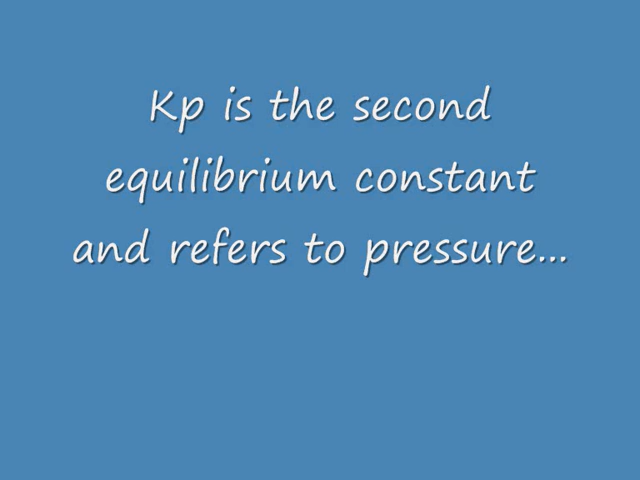 Kp is the second
equilibrium constant
and refers to pressure...